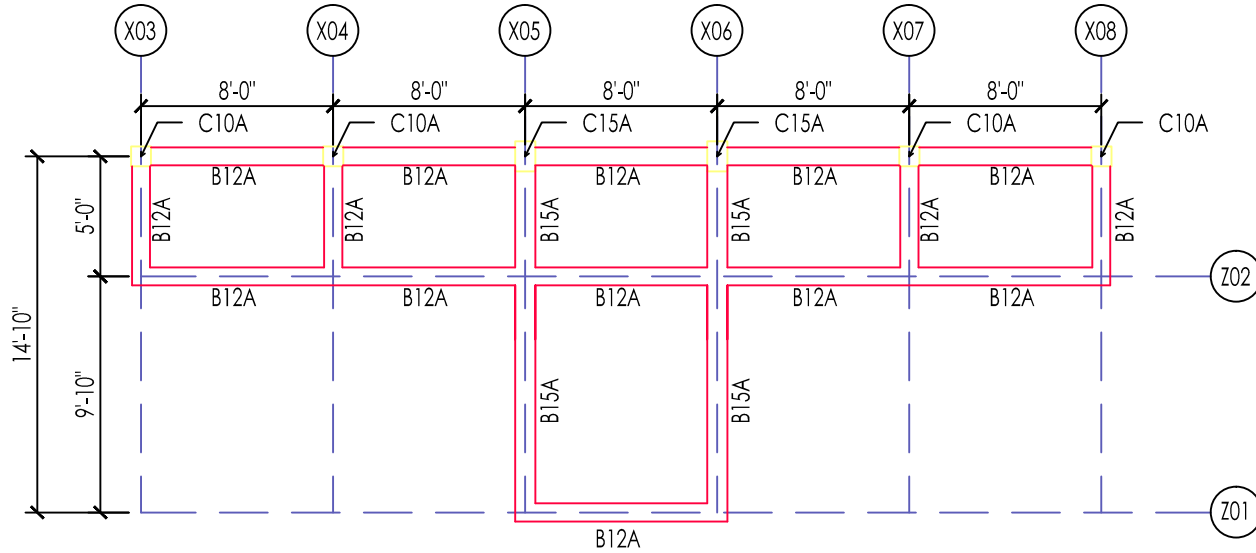 X03 X04 X05 X06 X07 X08
8'-0" 8'-0" 8'-0" 8'-0" 8'-0"
C10A C10A C15A C15A C10A C10A
B12A B12A B12A B12A B12A
5'-0" B12A B12A B15A B15A B12A B12A
Z02
B12A B12A B12A B12A B12A
14'-10"
9'-10" B15A B15A
Z01
B12A